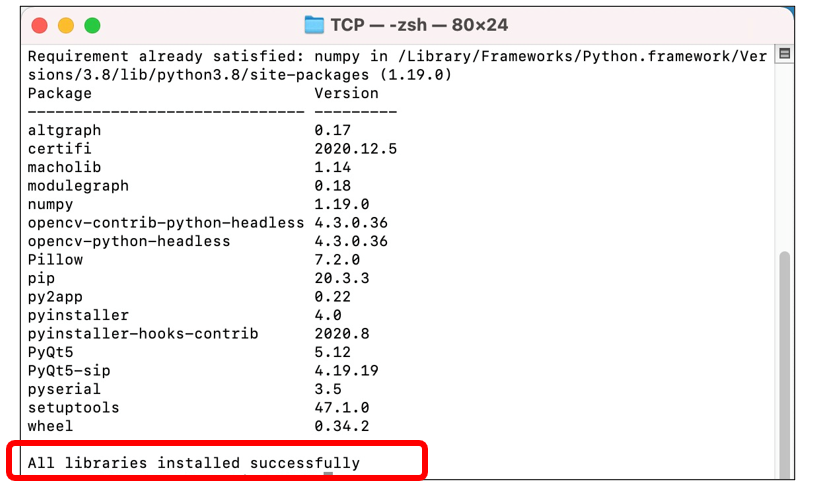 TCP — -zsh — 80×24
Requirement already satisfied: numpy in /Library/Frameworks/Python.framework/Ver
sions/3.8/lib/python3.8/site-packages (1.19.0)
Package                       Version
------------------------------ ---------
altgraph                      0.17
certifi                       2020.12.5
macholib                      1.14
modulegraph                   0.18
numpy                         1.19.0
opencv-contrib-python-headless 4.3.0.36
opencv-python-headless        4.3.0.36
Pillow                        7.2.0
pip                           20.3.3
py2app                        0.22
pyinstaller                   4.0
pyinstaller-hooks-contrib     2020.8
PyQt5                         5.12
PyQt5-sip                     4.19.19
pyserial                      3.5
setuptools                    47.1.0
wheel                         0.34.2
All libraries installed successfully